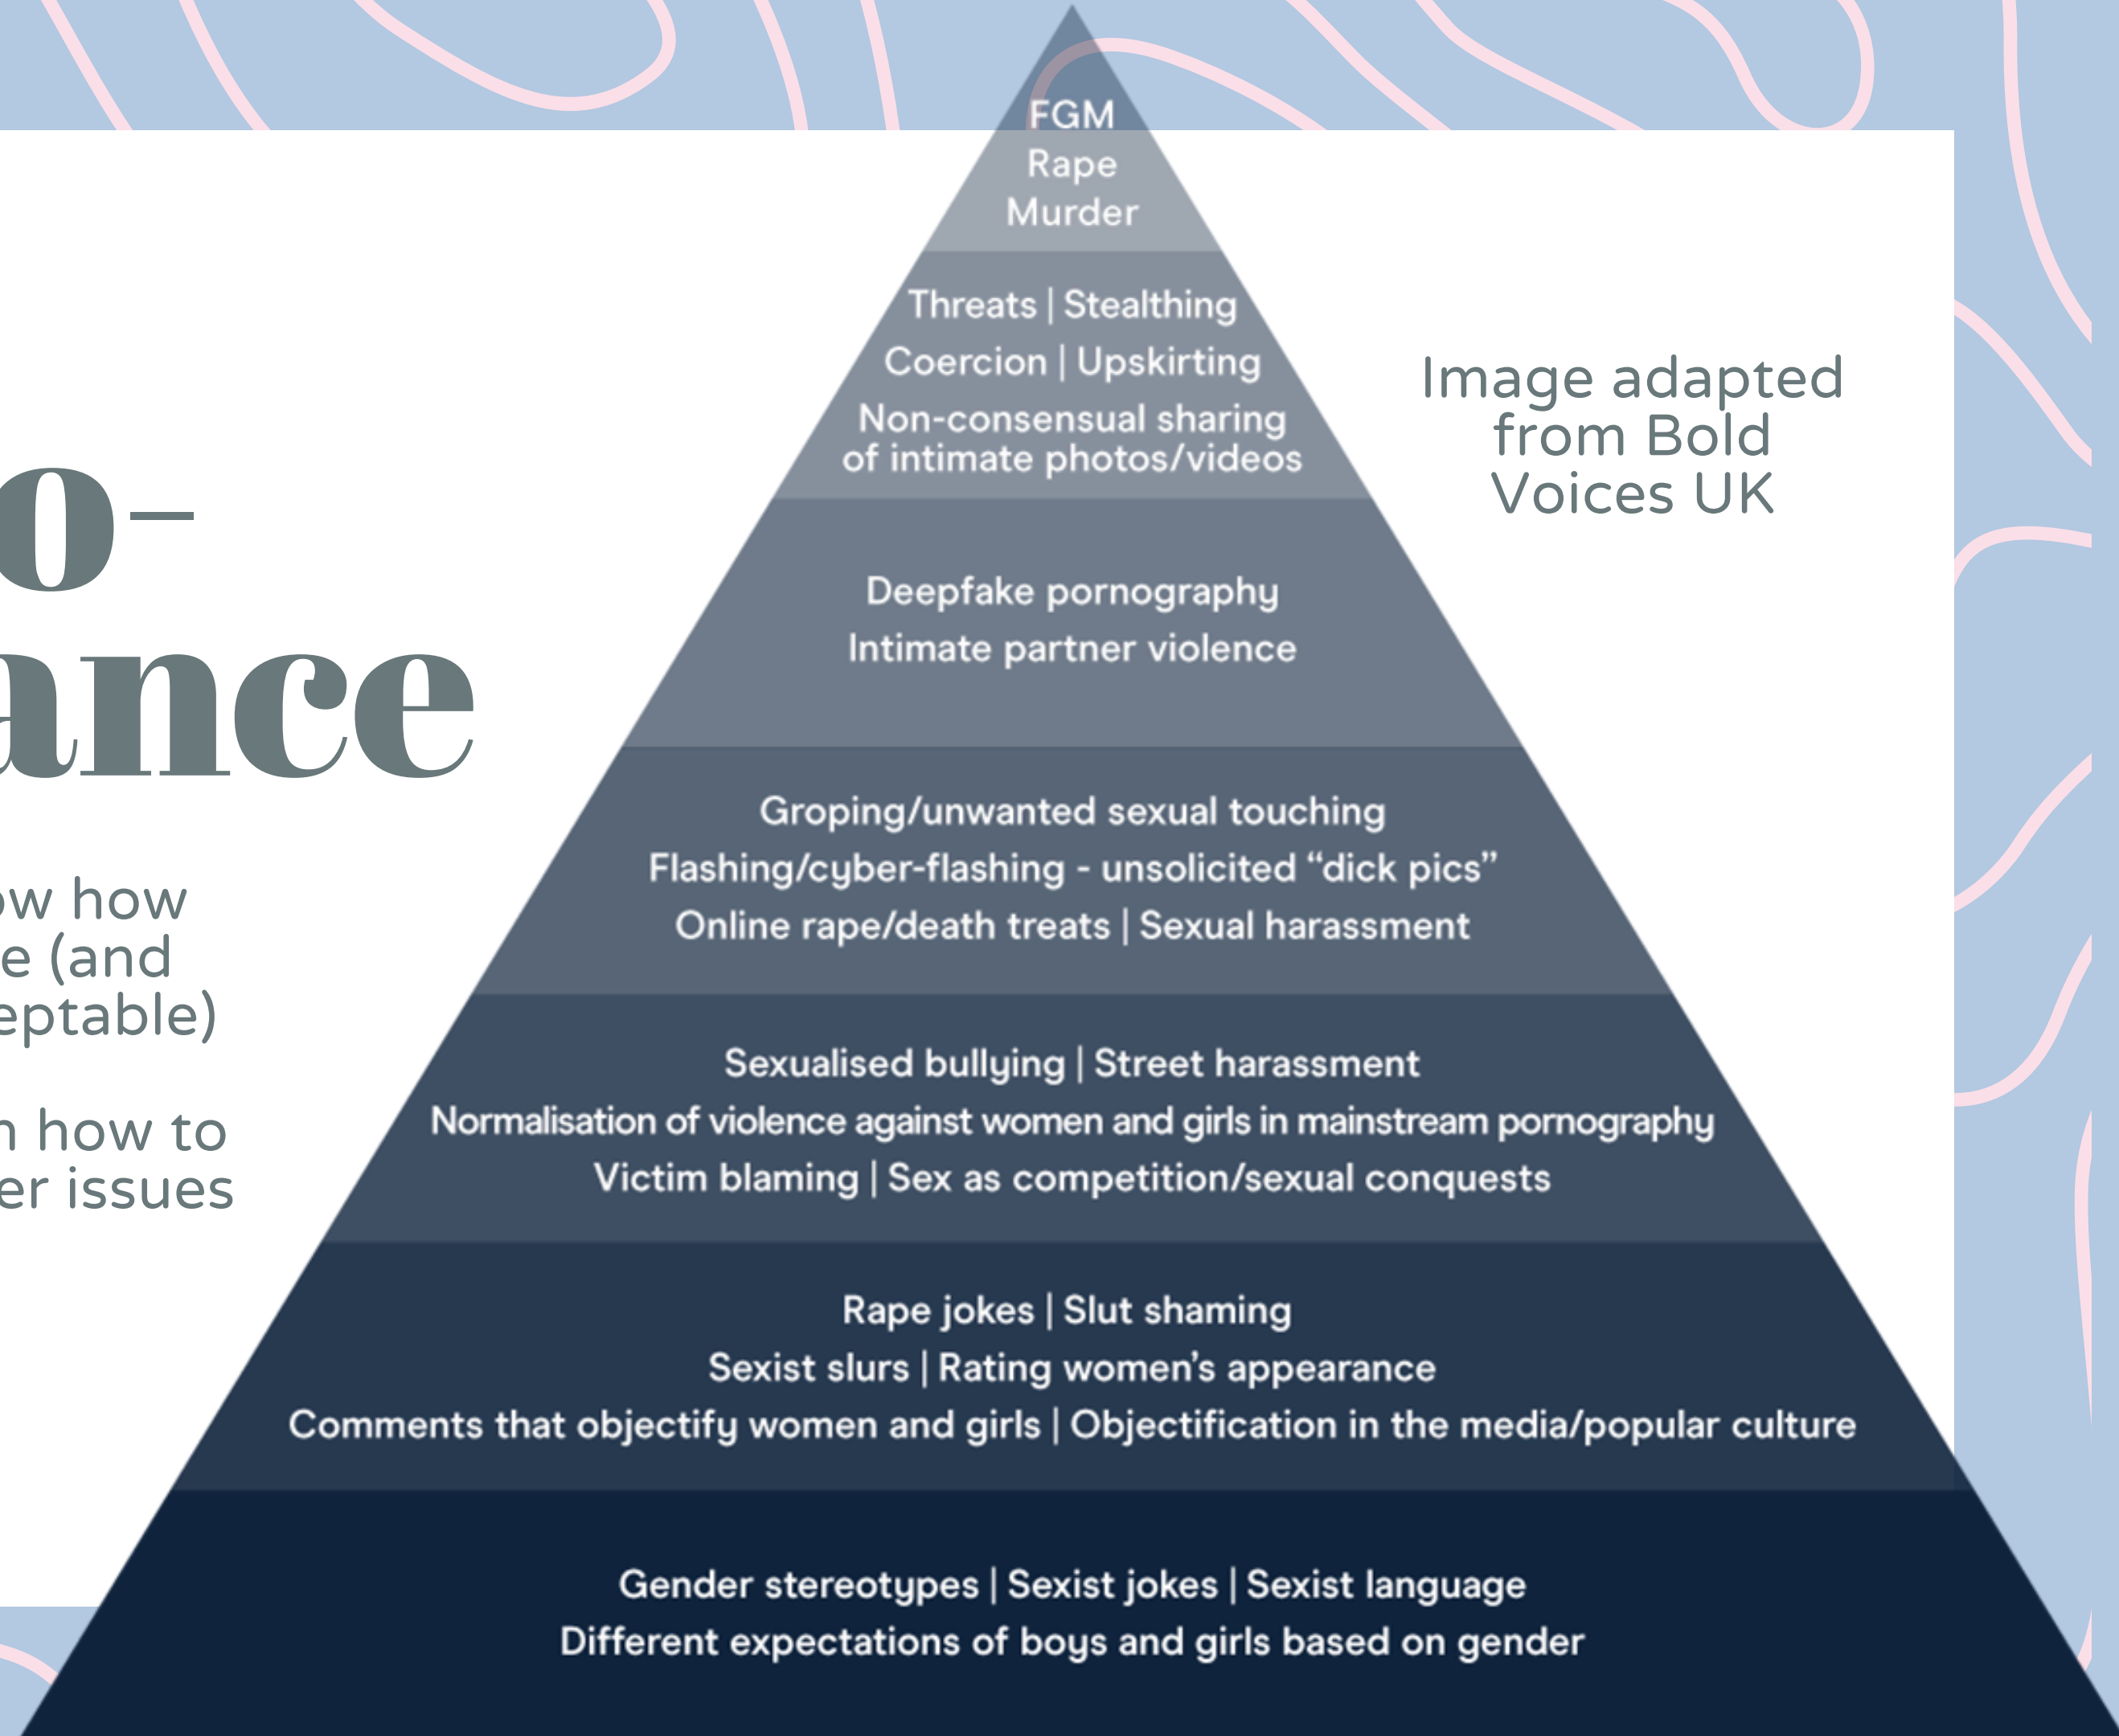 FGM
Rape
Murder
Threats | Stealthing
Coercion | Upskirting
Non-consensual sharing
of intimate photos/videos
Image adapted
from Bold
Voices UK
o-
ance
Deepfake pornography
Intimate partner violence
Groping/unwanted sexual touching
Flashing/cyber-flashing - unsolicited “dick pics”
Online rape/death treats | Sexual harassment
ow how
e (and
eptable)
n how to
er issues
Sexualised bullying | Street harassment
Normalisation of violence against women and girls in mainstream pornography
Victim blaming | Sex as competition/sexual conquests
Rape jokes | Slut shaming
Sexist slurs | Rating women’s appearance
Comments that objectify women and girls | Objectification in the media/popular culture
Gender stereotypes | Sexist jokes | Sexist language
Different expectations of boys and girls based on gender